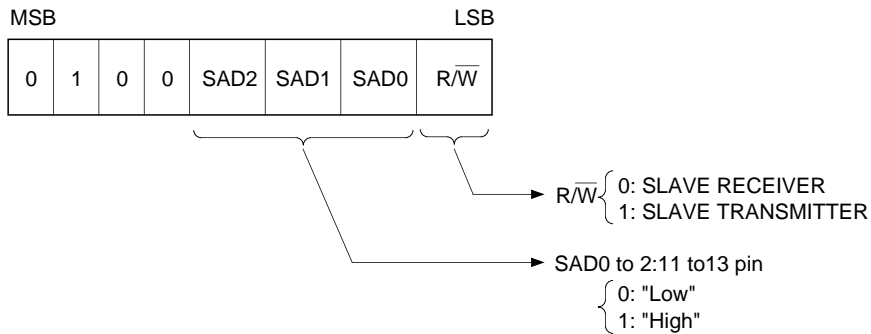 MSB LSB
0 1 0 0 SAD2 SAD1 SAD0 R/W̅
R/W̅ 0: SLAVE RECEIVER
1: SLAVE TRANSMITTER
SAD0 to 2:11 to13 pin
0: "Low"
1: "High"